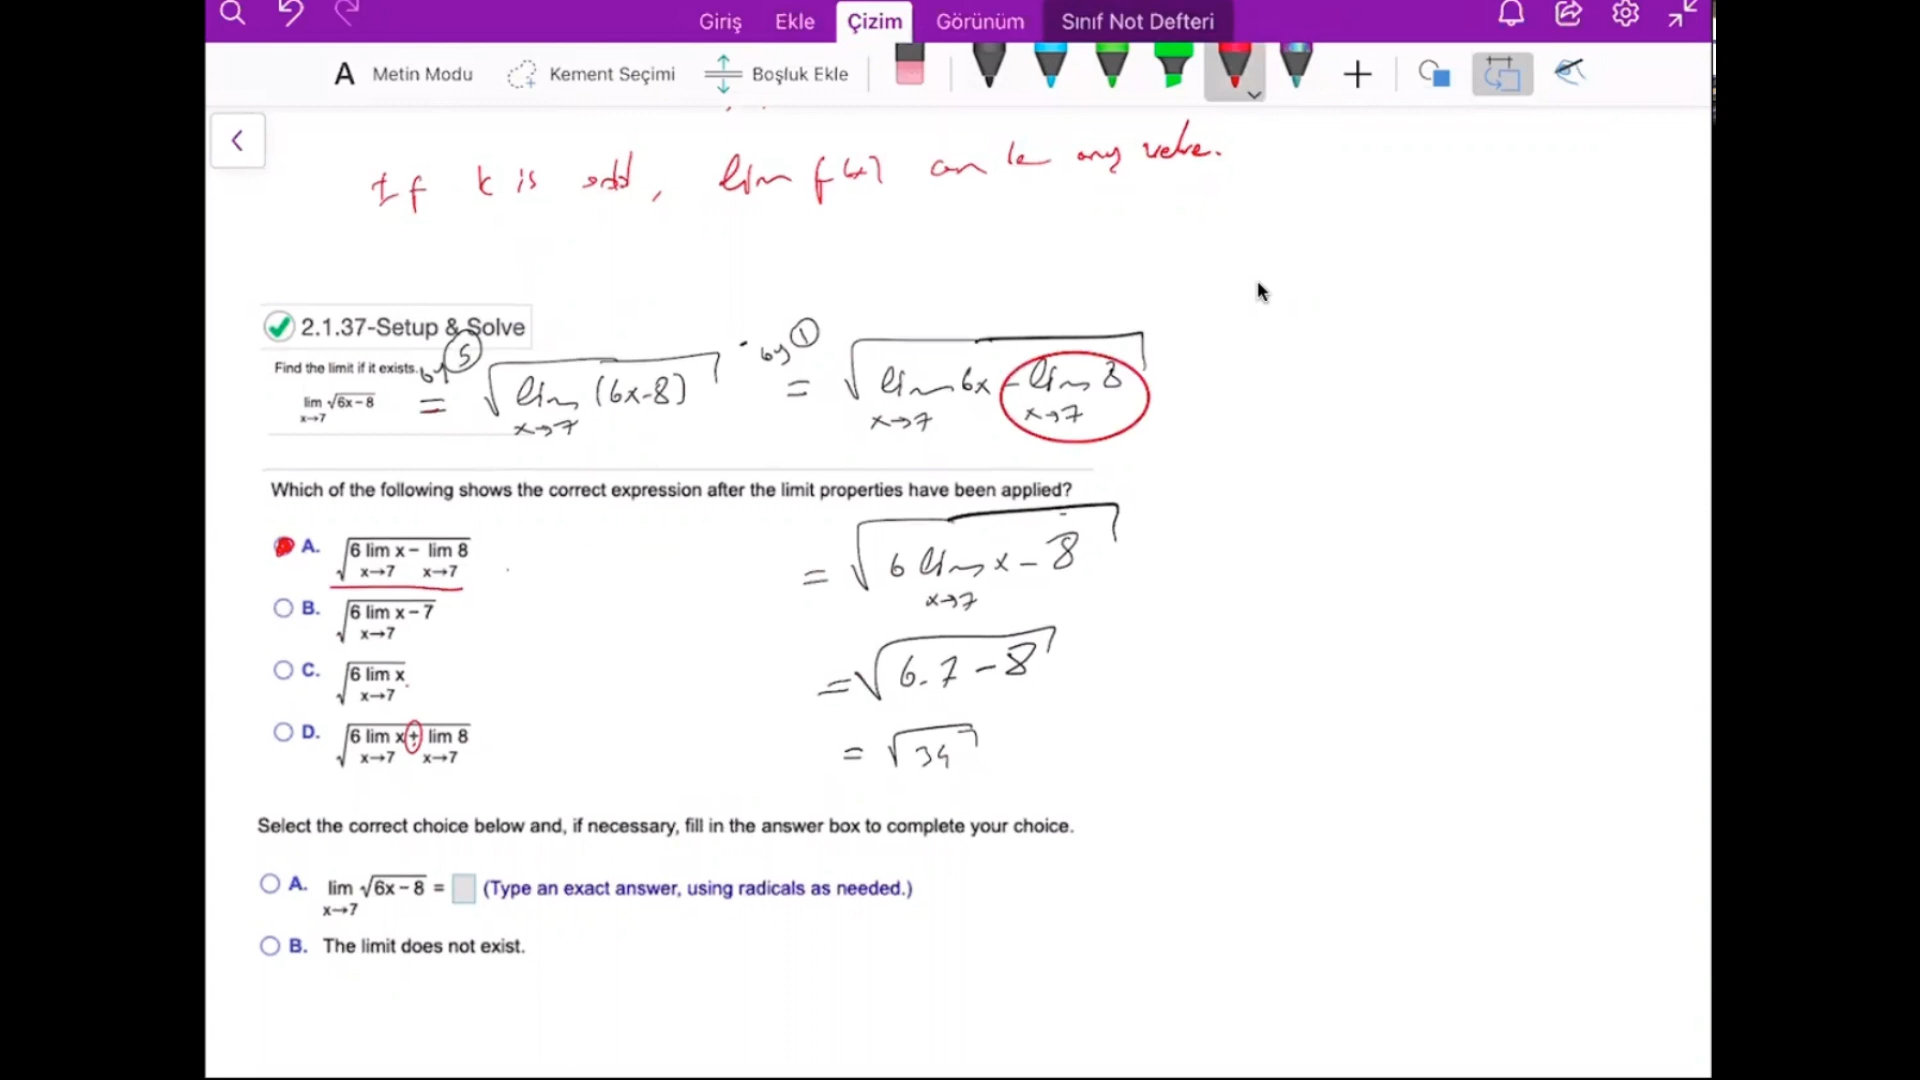 Giriş Ekle Çizim Görünüm Sınıf Not Defteri
A Metin Modu Kement Seçimi Boşluk Ekle
If k is odd, lim f(x) can be any value.
2.1.37-Setup & Solve
Find the limit if it exists.
lim √6x − 8
x→7
by ⑤
= √lim (6x-8)
x→7
by ①
= √lim 6x - lim 8
x→7 x→7
Which of the following shows the correct expression after the limit properties have been applied?
A. √6 lim x − lim 8
x→7 x→7
B. √6 lim x − 7
x→7
C. √6 lim x
x→7
D. √6 lim x + lim 8
x→7 x→7
= √6 lim x - 8
x→7
= √6.7 - 8
= √34
Select the correct choice below and, if necessary, fill in the answer box to complete your choice.
A. lim √6x − 8 = (Type an exact answer, using radicals as needed.)
x→7
B. The limit does not exist.